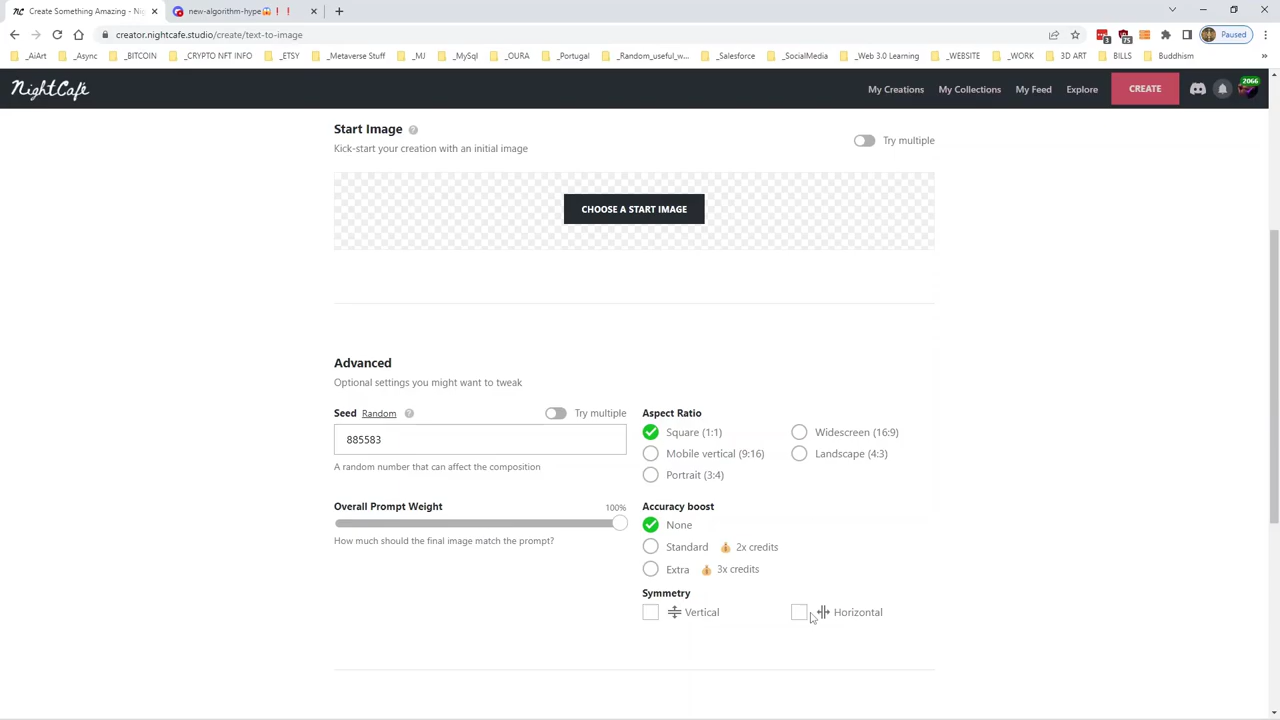 Create Something Amazing - Nig
new-algorithm-hype😱❗❗
creator.nightcafe.studio/create/text-to-image
3
75
Paused
_AiArt
_Async
_BITCOIN
_CRYPTO NFT INFO
_ETSY
_Metaverse Stuff
_MJ
_MySql
_OURA
_Portugal
_Random_useful_w...
_Salesforce
_SocialMedia
_Web 3.0 Learning
_WEBSITE
_WORK
3D ART
BILLS
Buddhism
NightCafe
My Creations
My Collections
My Feed
Explore
CREATE
2066
Start Image
Kick-start your creation with an initial image
Try multiple
CHOOSE A START IMAGE
Advanced
Optional settings you might want to tweak
Seed Random
Try multiple
885583
A random number that can affect the composition
Overall Prompt Weight
100%
How much should the final image match the prompt?
Aspect Ratio
Square (1:1)
Widescreen (16:9)
Mobile vertical (9:16)
Landscape (4:3)
Portrait (3:4)
Accuracy boost
None
Standard 💰 2x credits
Extra 💰 3x credits
Symmetry
Vertical
Horizontal